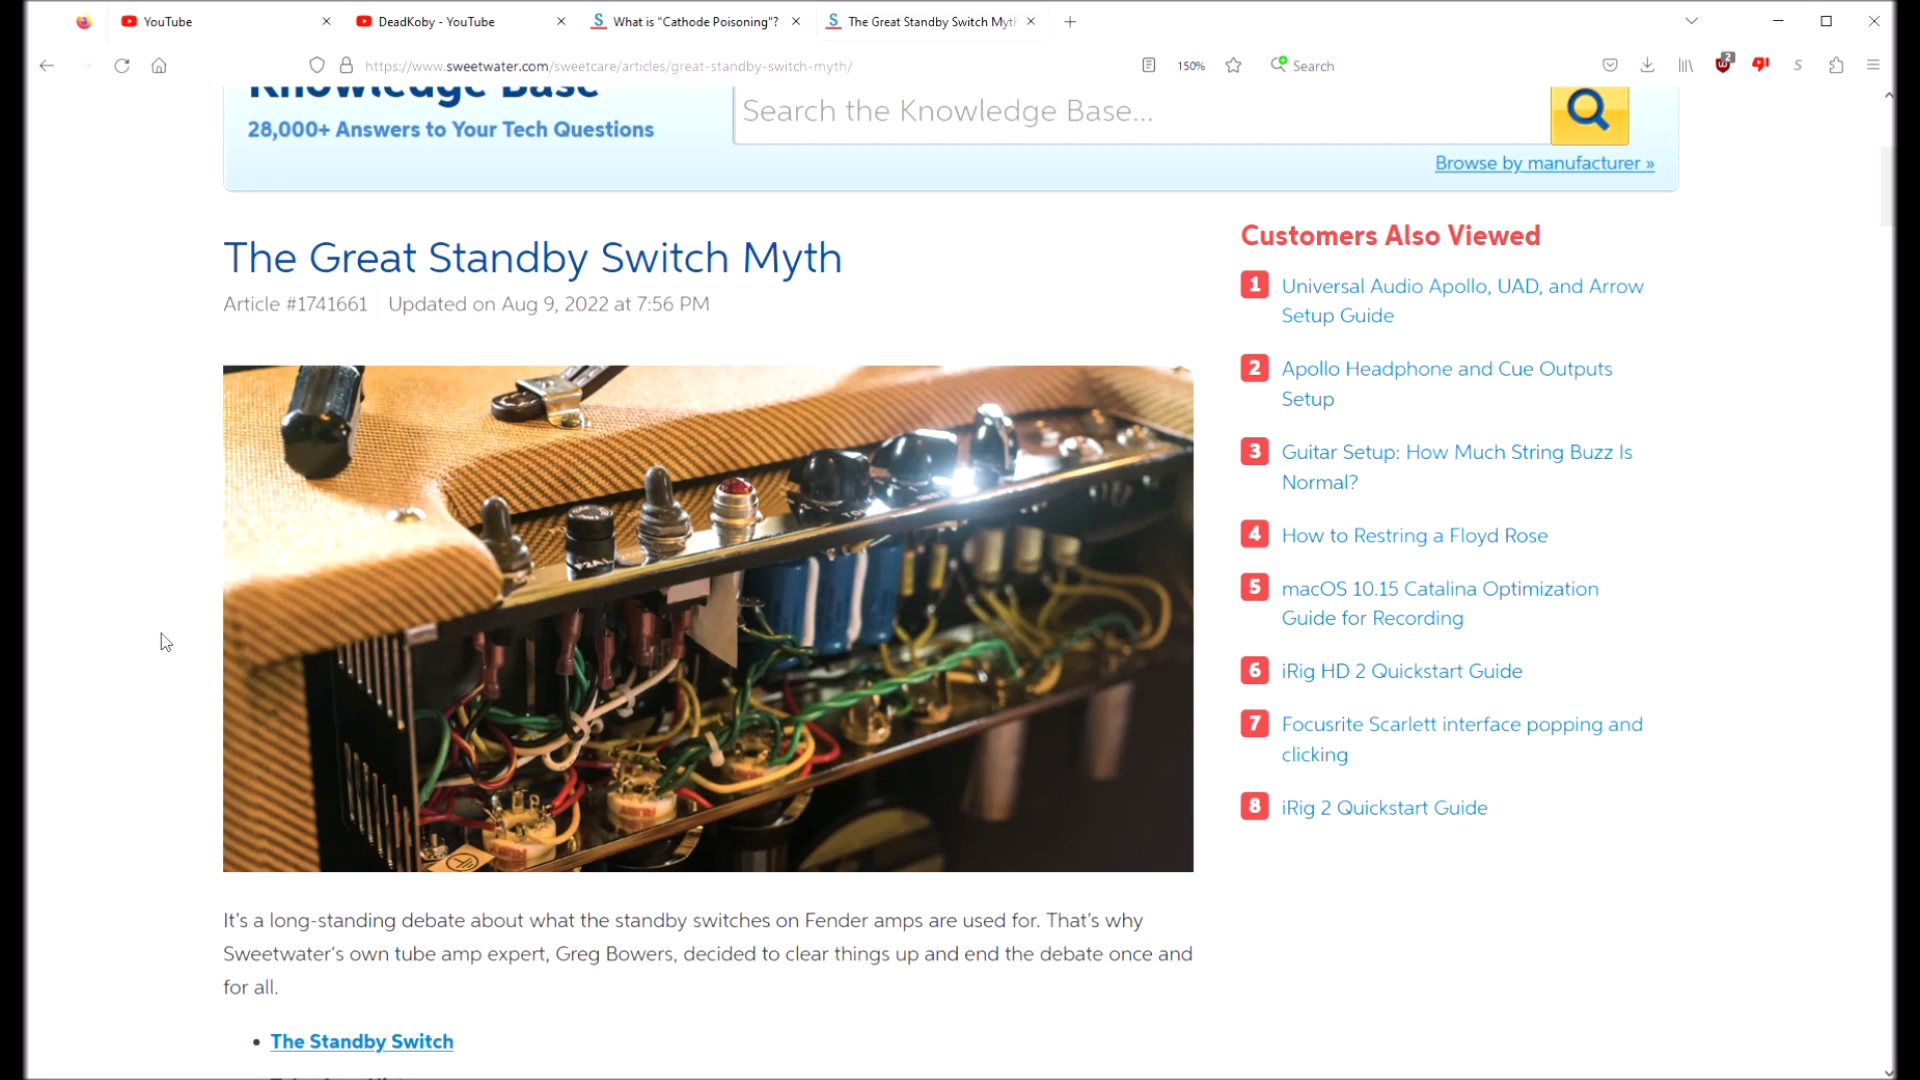 YouTube
DeadKoby - YouTube
What is "Cathode Poisoning"?
The Great Standby Switch Myth
https://www.sweetwater.com/sweetcare/articles/great-standby-switch-myth/
150%
Search
2
Knowledge Base
28,000+ Answers to Your Tech Questions
Search the Knowledge Base...
Browse by manufacturer »
The Great Standby Switch Myth
Article #1741661 Updated on Aug 9, 2022 at 7:56 PM
It's a long-standing debate about what the standby switches on Fender amps are used for. That's why
Sweetwater's own tube amp expert, Greg Bowers, decided to clear things up and end the debate once and
for all.
• The Standby Switch
Customers Also Viewed
1 Universal Audio Apollo, UAD, and Arrow
Setup Guide
2 Apollo Headphone and Cue Outputs
Setup
3 Guitar Setup: How Much String Buzz Is
Normal?
4 How to Restring a Floyd Rose
5 macOS 10.15 Catalina Optimization
Guide for Recording
6 iRig HD 2 Quickstart Guide
7 Focusrite Scarlett interface popping and
clicking
8 iRig 2 Quickstart Guide